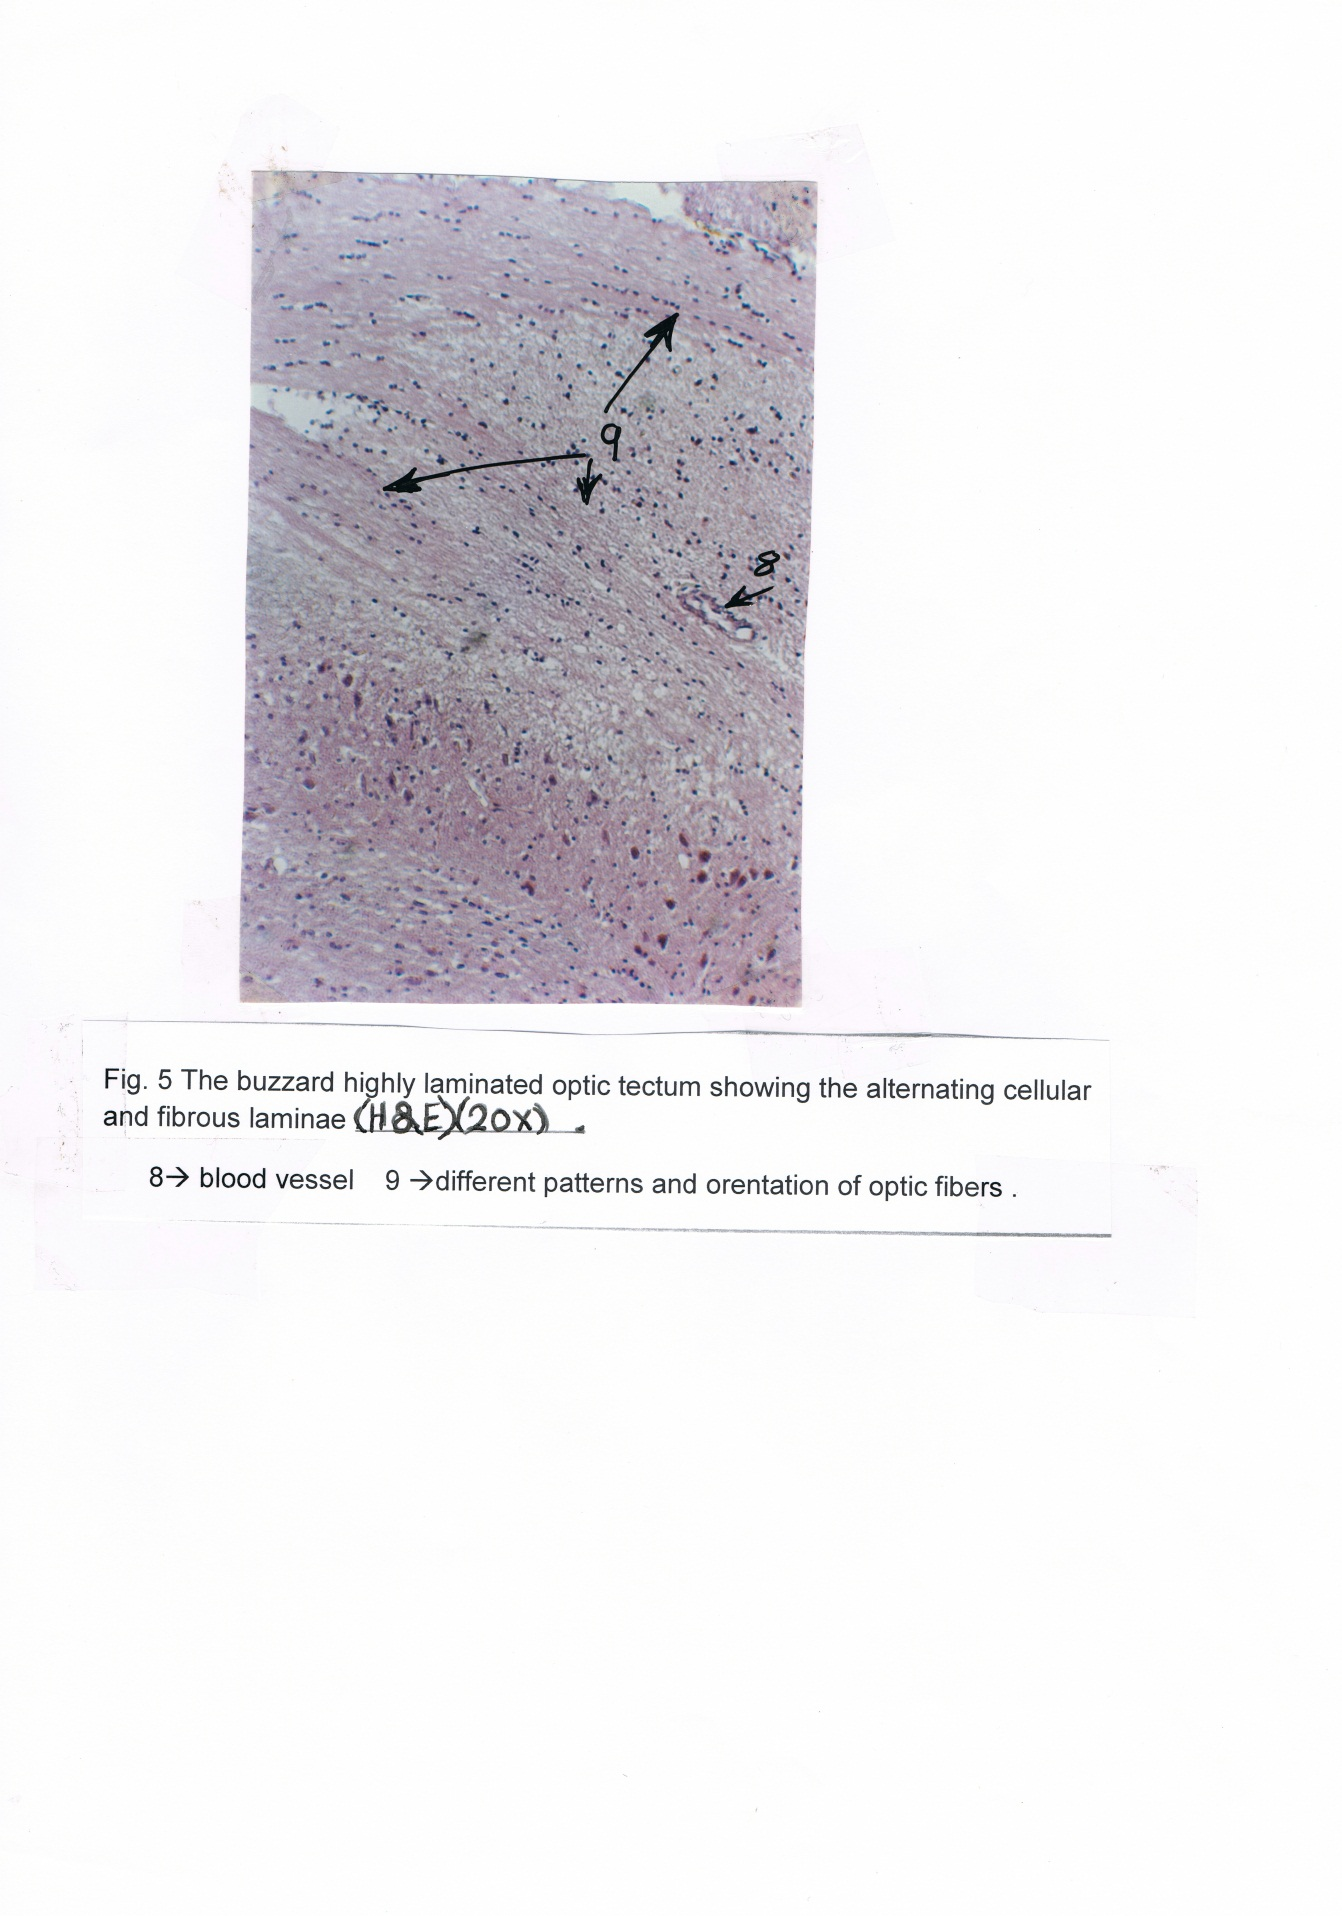 9
8
Fig. 5 The buzzard highly laminated optic tectum showing the alternating cellular
and fibrous laminae (H&E)(20x) .
8→ blood vessel 9 →different patterns and orentation of optic fibers .